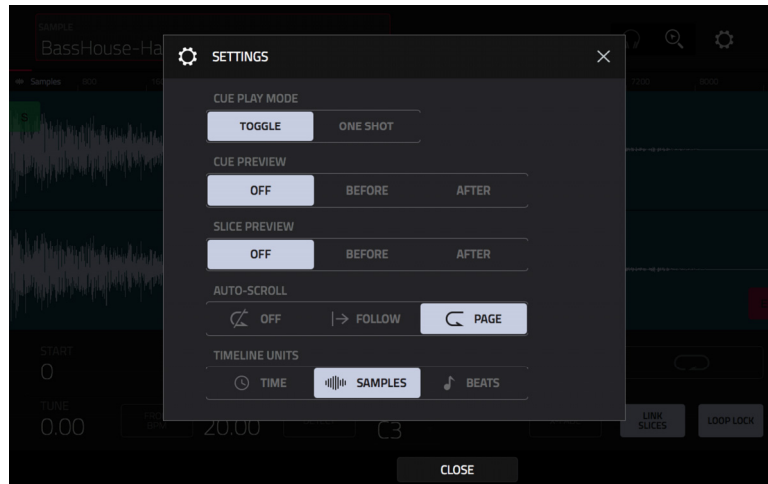 SAMPLE
BassHouse-Ha
SETTINGS
Samples
7200
8000
CUE PLAY MODE
TOGGLE ONE SHOT
CUE PREVIEW
OFF BEFORE AFTER
SLICE PREVIEW
OFF BEFORE AFTER
AUTO-SCROLL
OFF FOLLOW PAGE
TIMELINE UNITS
TIME SAMPLES BEATS
START
0
TUNE
0.00
20.00
C3
LINK
SLICES
LOOP LOCK
CLOSE